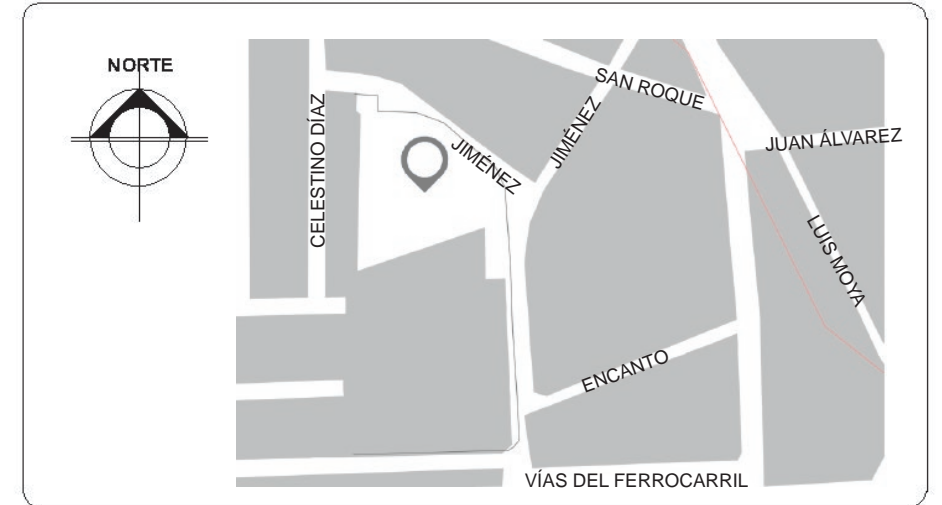 NORTE
SAN ROQUE
JIMÉNEZ
JUAN ÁLVAREZ
CELESTINO DÍAZ
JIMÉNEZ
LUIS MOYA
ENCANTO
VÍAS DEL FERROCARRIL